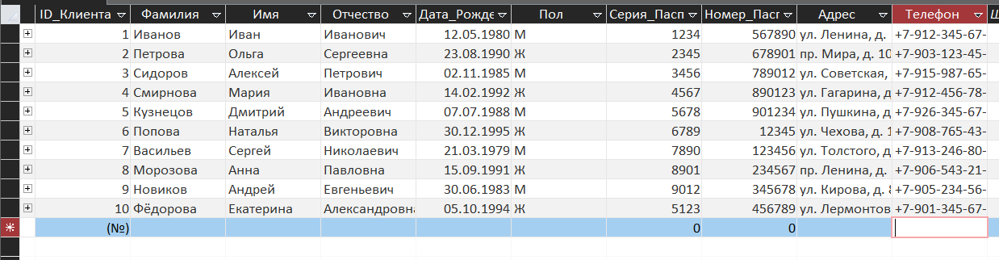 ID_Клиента Фамилия Имя Отчество Дата_Рожде Пол Серия_Пасп Номер_Пасп Адрес Телефон
1 Иванов Иван Иванович 12.05.1980 М 1234 567890 ул. Ленина, д. +7-912-345-67-
2 Петрова Ольга Сергеевна 23.08.1990 Ж 2345 678901 пр. Мира, д. 10 +7-903-123-45-
3 Сидоров Алексей Петрович 02.11.1985 М 3456 789012 ул. Советская, +7-915-987-65-
4 Смирнова Мария Ивановна 14.02.1992 Ж 4567 890123 ул. Гагарина, д +7-912-456-78-
5 Кузнецов Дмитрий Андреевич 07.07.1988 М 5678 901234 ул. Пушкина, д +7-926-345-67-
6 Попова Наталья Викторовна 30.12.1995 Ж 6789 12345 ул. Чехова, д. 1 +7-908-765-43-
7 Васильев Сергей Николаевич 21.03.1979 М 7890 123456 ул. Толстого, д +7-913-246-80-
8 Морозова Анна Павловна 15.09.1991 Ж 8901 234567 пр. Ленина, д. +7-906-543-21-
9 Новиков Андрей Евгеньевич 30.06.1983 М 9012 345678 ул. Кирова, д. 8 +7-905-234-56-
10 Фёдорова Екатерина Александровна 05.10.1994 Ж 5123 456789 ул. Лермонтов +7-901-345-67-
(№) 0 0